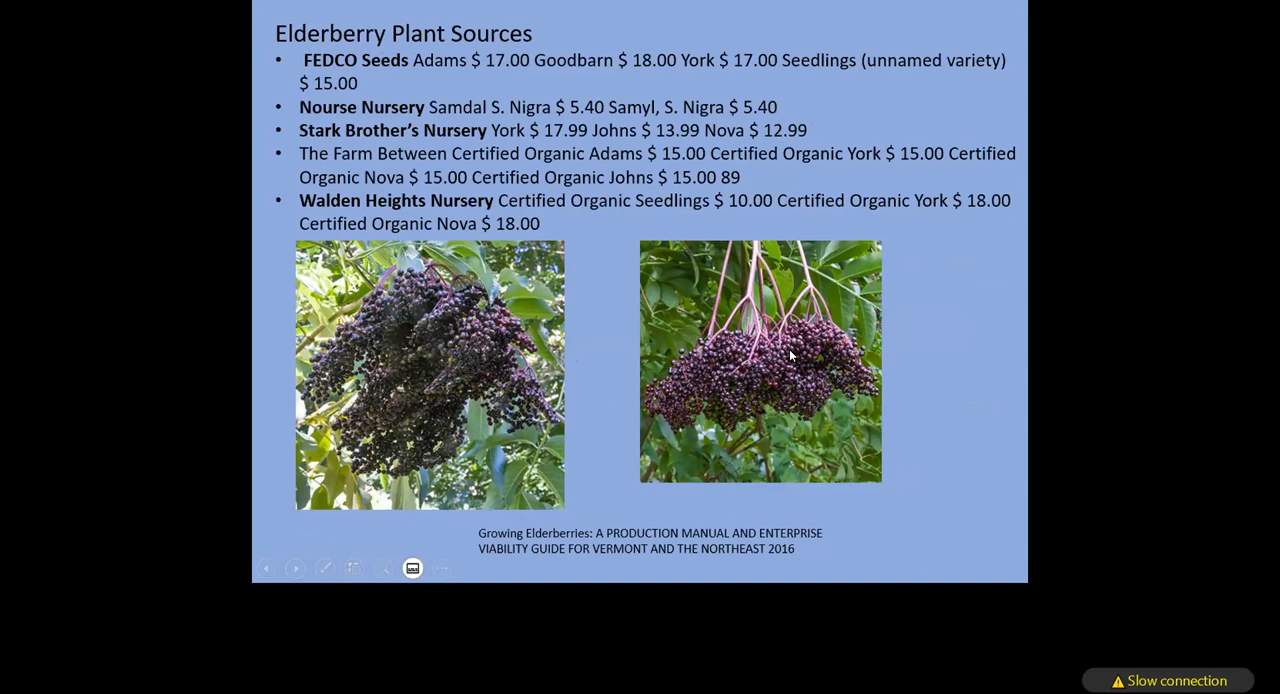 Elderberry Plant Sources
• FEDCO Seeds Adams $ 17.00 Goodbarn $ 18.00 York $ 17.00 Seedlings (unnamed variety)
$ 15.00
• Nourse Nursery Samdal S. Nigra $ 5.40 Samyl, S. Nigra $ 5.40
• Stark Brother’s Nursery York $ 17.99 Johns $ 13.99 Nova $ 12.99
• The Farm Between Certified Organic Adams $ 15.00 Certified Organic York $ 15.00 Certified
Organic Nova $ 15.00 Certified Organic Johns $ 15.00 89
• Walden Heights Nursery Certified Organic Seedlings $ 10.00 Certified Organic York $ 18.00
Certified Organic Nova $ 18.00
Growing Elderberries: A PRODUCTION MANUAL AND ENTERPRISE
VIABILITY GUIDE FOR VERMONT AND THE NORTHEAST 2016
Slow connection